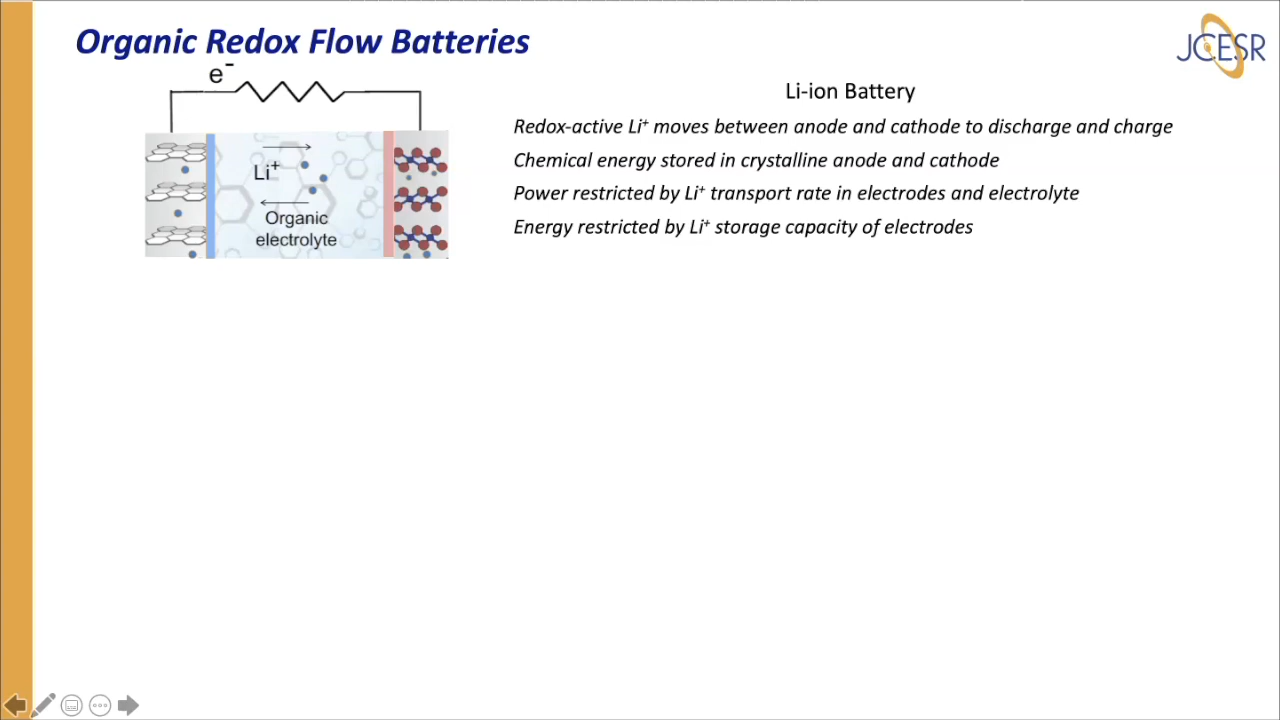 Organic Redox Flow Batteries
JCESR
e⁻
Li-ion Battery
Redox-active Li⁺ moves between anode and cathode to discharge and charge
Chemical energy stored in crystalline anode and cathode
Power restricted by Li⁺ transport rate in electrodes and electrolyte
Energy restricted by Li⁺ storage capacity of electrodes
Li⁺
Organic
electrolyte